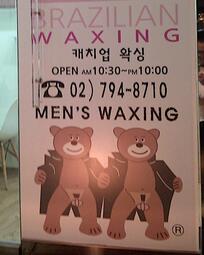 BRAZILIAN
WAXING
캐치업 왁싱
OPEN AM10:30~PM10:00
☎ 02) 794-8710
MEN'S WAXING
®